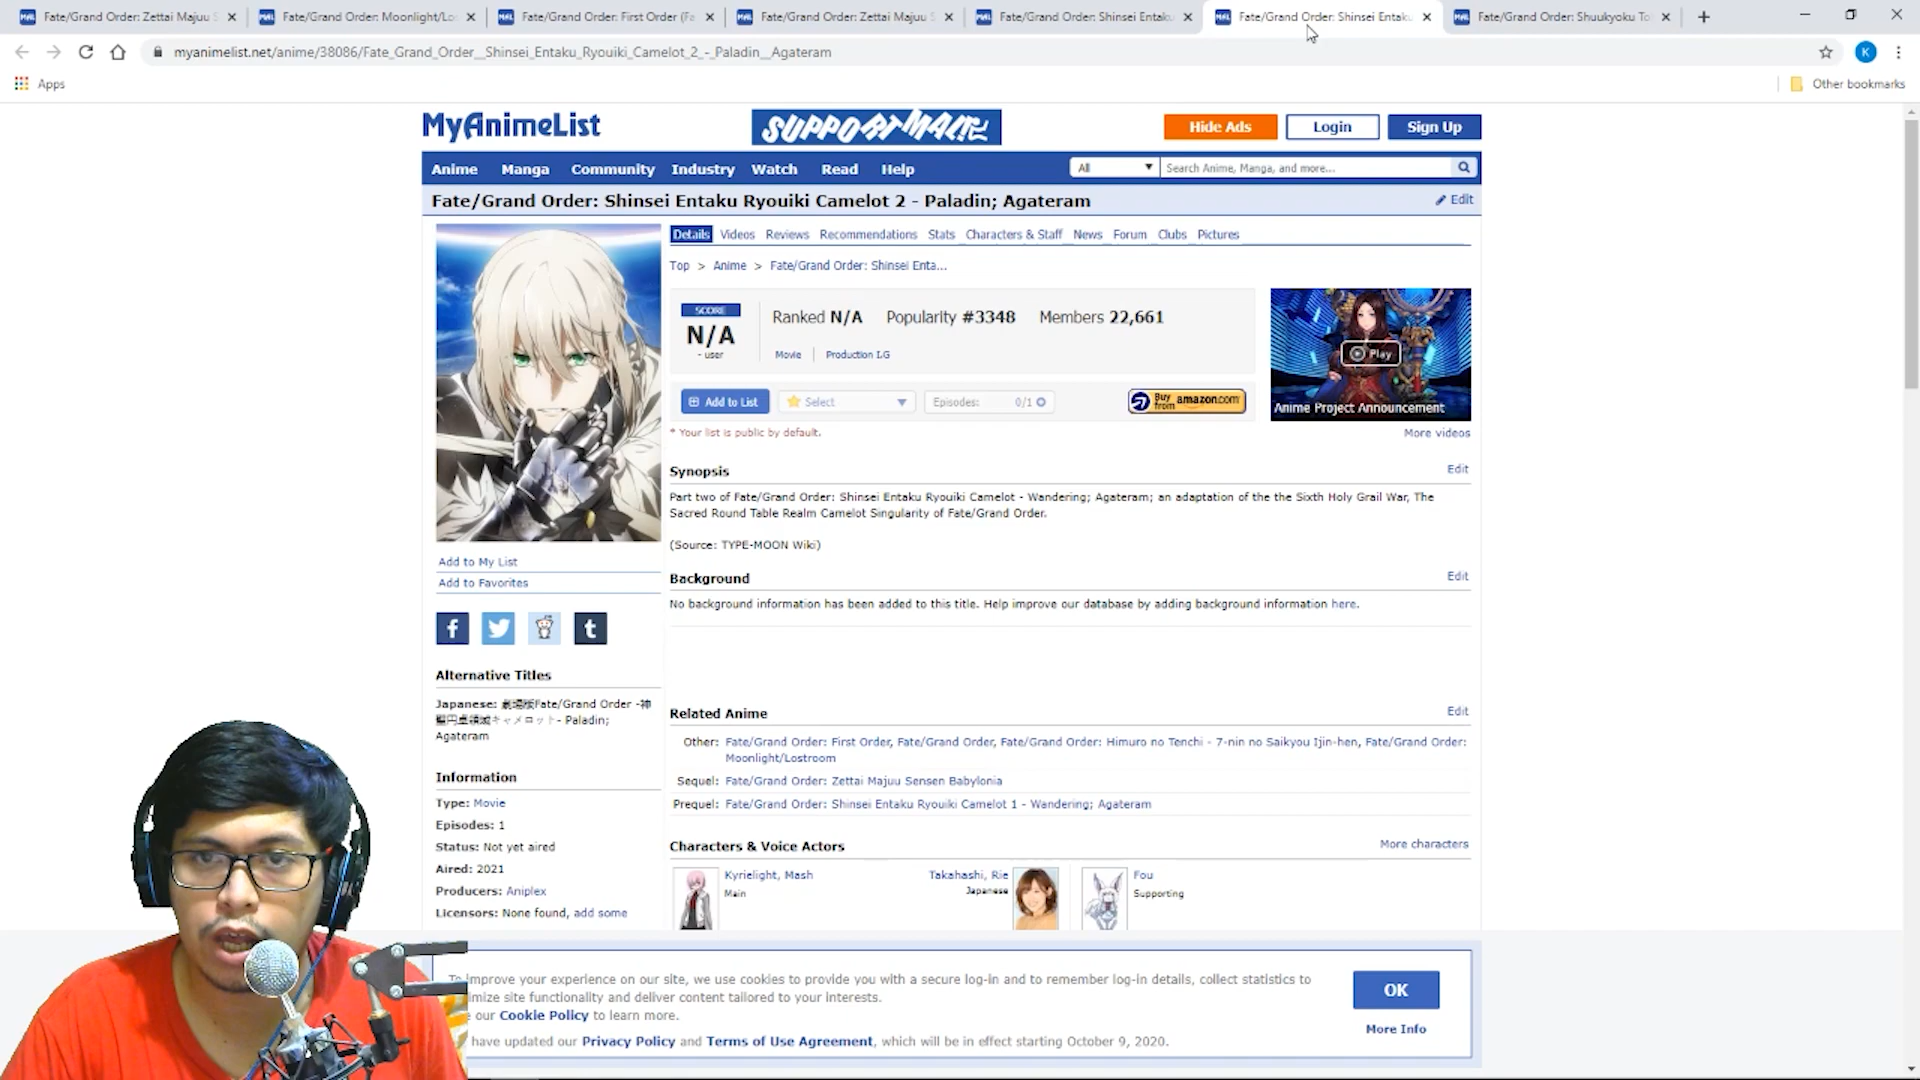 Fate/Grand Order: Zettai Majuu S
Fate/Grand Order: Moonlight/Lo
Fate/Grand Order: First Order (Fa
Fate/Grand Order: Zettai Majuu S
Fate/Grand Order: Shinsei Entaku
Fate/Grand Order: Shinsei Entaku
Fate/Grand Order: Shuukyoku To
myanimelist.net/anime/38086/Fate_Grand_Order__Shinsei_Entaku_Ryouiki_Camelot_2_-_Paladin__Agateram
K
Apps
Other bookmarks
MyAnimeList
SUPPORT MAL
Hide Ads
Login
Sign Up
Anime Manga Community Industry Watch Read Help
All
Search Anime, Manga, and more...
Fate/Grand Order: Shinsei Entaku Ryouiki Camelot 2 - Paladin; Agateram
Edit
Details Videos Reviews Recommendations Stats Characters & Staff News Forum Clubs Pictures
Top > Anime > Fate/Grand Order: Shinsei Enta...
SCORE
N/A
- user
Ranked N/A Popularity #3348 Members 22,661
Movie Production I.G
Play
Anime Project Announcement
Add to List
Select
Episodes: 0/1
Buy from amazon.com
* Your list is public by default.
More videos
Synopsis
Edit
Part two of Fate/Grand Order: Shinsei Entaku Ryouiki Camelot - Wandering; Agateram; an adaptation of the the Sixth Holy Grail War, The
Sacred Round Table Realm Camelot Singularity of Fate/Grand Order.
(Source: TYPE-MOON Wiki)
Background
Edit
No background information has been added to this title. Help improve our database by adding background information here.
Related Anime
Edit
Other: Fate/Grand Order: First Order, Fate/Grand Order, Fate/Grand Order: Himuro no Tenchi - 7-nin no Saikyou Ijin-hen, Fate/Grand Order:
Moonlight/Lostroom
Sequel: Fate/Grand Order: Zettai Majuu Sensen Babylonia
Prequel: Fate/Grand Order: Shinsei Entaku Ryouiki Camelot 1 - Wandering; Agateram
Characters & Voice Actors
More characters
Kyrielight, Mash
Main
Takahashi, Rie
Japanese
Fou
Supporting
Add to My List
Add to Favorites
Alternative Titles
Japanese: 劇場版Fate/Grand Order -神
聖円卓領域キャメロット- Paladin;
Agateram
Information
Type: Movie
Episodes: 1
Status: Not yet aired
Aired: 2021
Producers: Aniplex
Licensors: None found, add some
To improve your experience on our site, we use cookies to provide you with a secure log-in and to remember log-in details, collect statistics to
mize site functionality and deliver content tailored to your interests.
our Cookie Policy to learn more.
have updated our Privacy Policy and Terms of Use Agreement, which will be in effect starting October 9, 2020.
OK
More Info